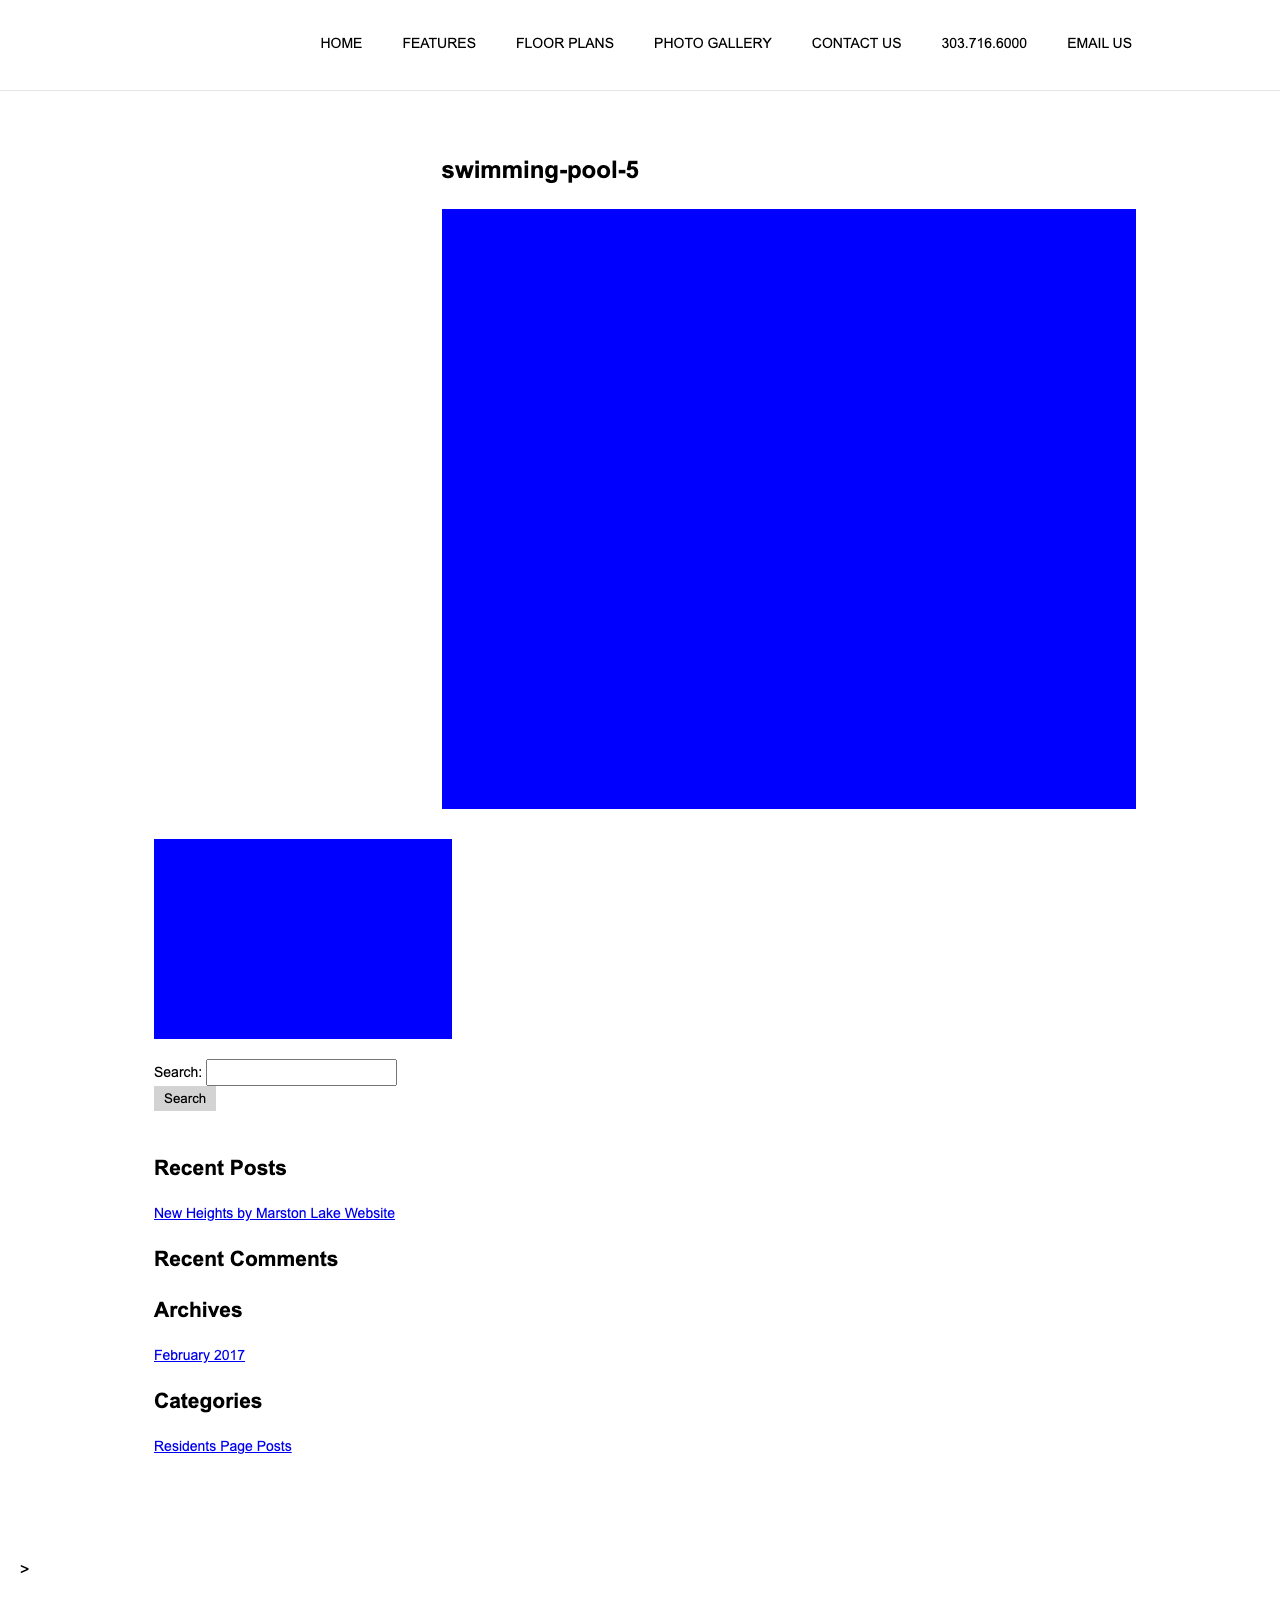 HOME FEATURES FLOOR PLANS PHOTO GALLERY CONTACT US 303.716.6000 EMAIL US
swimming-pool-5
Search:
Search
Recent Posts
New Heights by Marston Lake Website
Recent Comments
Archives
February 2017
Categories
Residents Page Posts
>